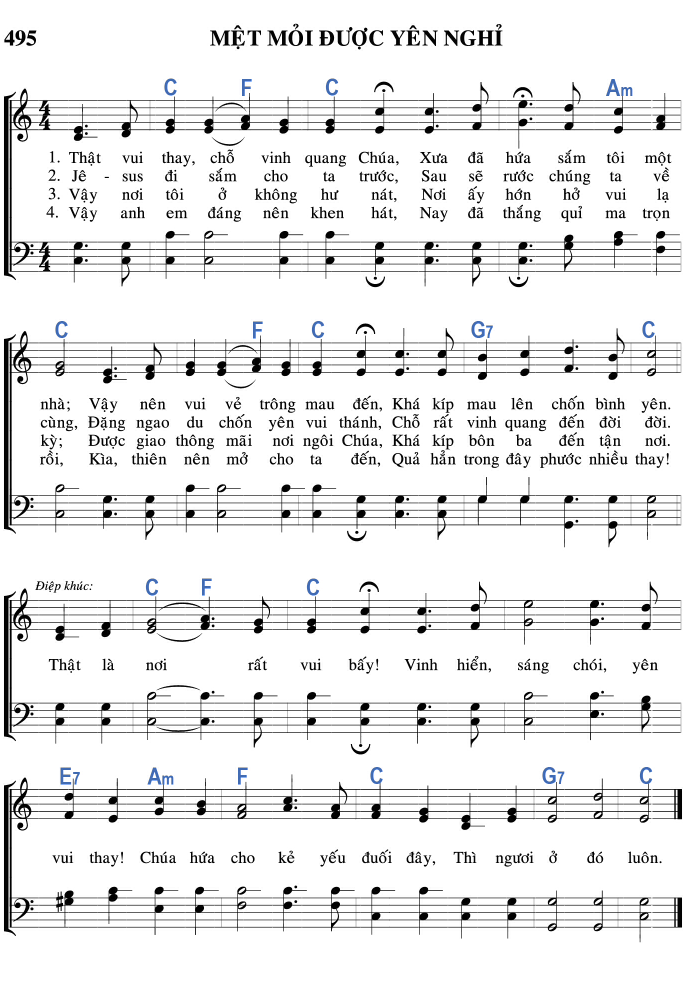 495 MỆT MỎI ĐƯỢC YÊN NGHỈ
C F C Am
1. Thật vui thay, chỗ vinh quang Chúa, Xưa đã hứa sắm tôi một
2. Jê - sus đi sắm cho ta trước, Sau sẽ rước chúng ta về
3. Vậy nơi tôi ở không hư nát, Nơi ấy hớn hở vui lạ
4. Vậy anh em đáng nên khen hát, Nay đã thắng quỉ ma trọn
C F C G7 C
nhà; Vậy nên vui vẻ trông mau đến, Khá kíp mau lên chốn bình yên.
cùng, Đặng ngao du chốn yên vui thánh, Chỗ rất vinh quang đến đời đời.
kỳ; Được giao thông mãi nơi ngôi Chúa, Khá kíp bôn ba đến tận nơi.
rồi, Kìa, thiên nên mở cho ta đến, Quả hẳn trong đây phước nhiều thay!
Điệp khúc: C F C
Thật là nơi rất vui bấy! Vinh hiển, sáng chói, yên
E7 Am F C G7 C
vui thay! Chúa hứa cho kẻ yếu đuối đây, Thì ngươi ở đó luôn.